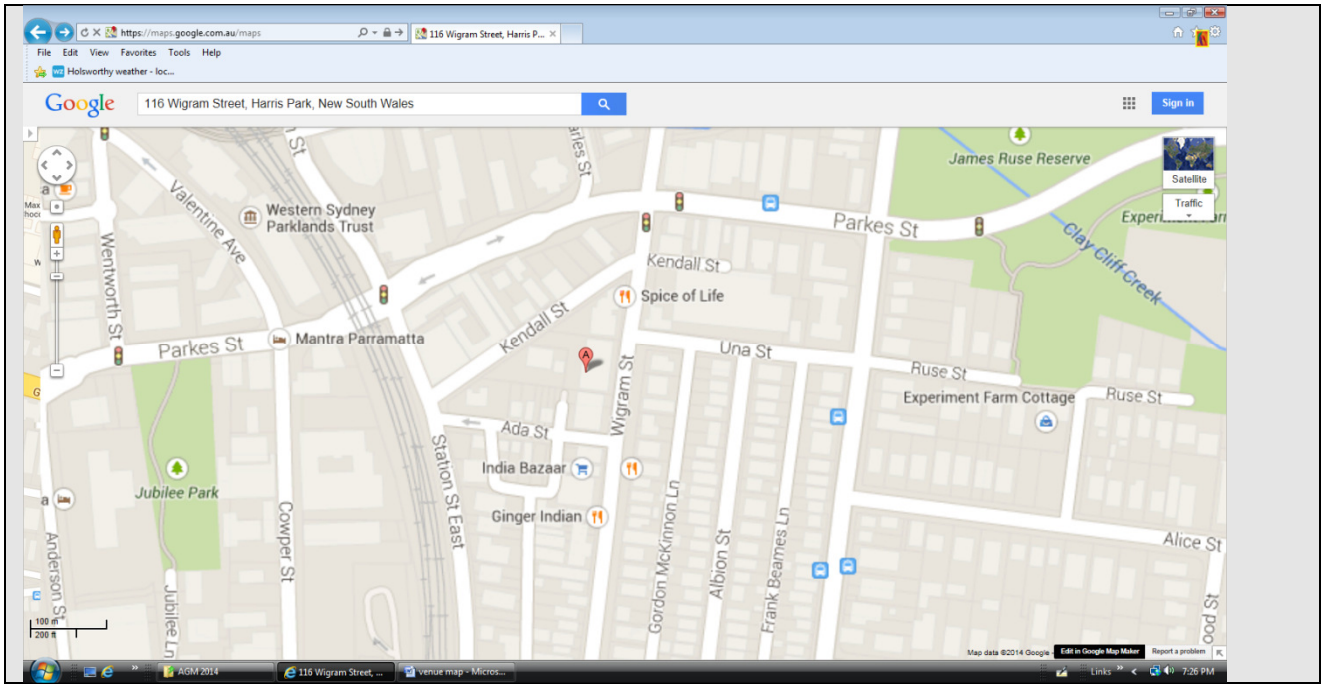 https://maps.google.com.au/maps
116 Wigram Street, Harris P...
File Edit View Favorites Tools Help
Holsworthy weather - loc...
Google
116 Wigram Street, Harris Park, New South Wales
Sign in
James Ruse Reserve
Satellite
Traffic
Valentine Ave
Western Sydney
Parklands Trust
Parkes St
Clay Cliff Creek
Wentworth St
Kendall St
Spice of Life
Kendall St
Mantra Parramatta
Parkes St
A
Una St
Ruse St
Wigram St
Experiment Farm Cottage
Ruse St
Ada St
Station St East
India Bazaar
Jubilee Park
Cowper St
Ginger Indian
Gordon McKinnon Ln
Albion St
Frank Beames Ln
Alice St
Anderson St
Jubilee Ln
100 m
200 ft
Map data ©2014 Google
Edit in Google Map Maker
Report a problem
AGM 2014
116 Wigram Street, ...
venue map - Micros...
Links
7:26 PM